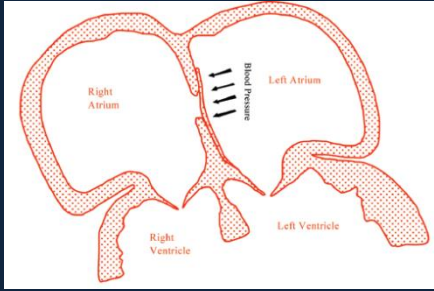 Right
Atrium
Blood Pressure
Left Atrium
Right
Ventricle
Left Ventricle